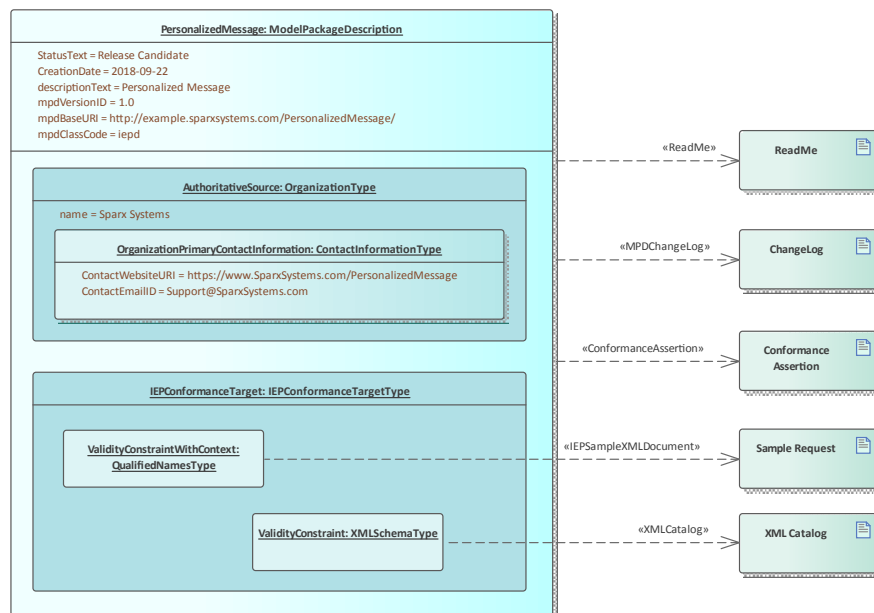 PersonalizedMessage: ModelPackageDescription
StatusText = Release Candidate
CreationDate = 2018-09-22
descriptionText = Personalized Message
mpdVersionID = 1.0
mpdBaseURI = http://example.sparxsystems.com/PersonalizedMessage/
mpdClassCode = iepd
AuthoritativeSource: OrganizationType
name = Sparx Systems
OrganizationPrimaryContactInformation: ContactInformationType
ContactWebsiteURI = https://www.SparxSystems.com/PersonalizedMessage
ContactEmailID = Support@SparxSystems.com
IEPConformanceTarget: IEPConformanceTargetType
ValidityConstraintWithContext:
QualifiedNamesType
ValidityConstraint: XMLSchemaType
«ReadMe»
ReadMe
«MPDChangeLog»
ChangeLog
«ConformanceAssertion»
Conformance
Assertion
«IEPSampleXMLDocument»
Sample Request
«XMLCatalog»
XML Catalog